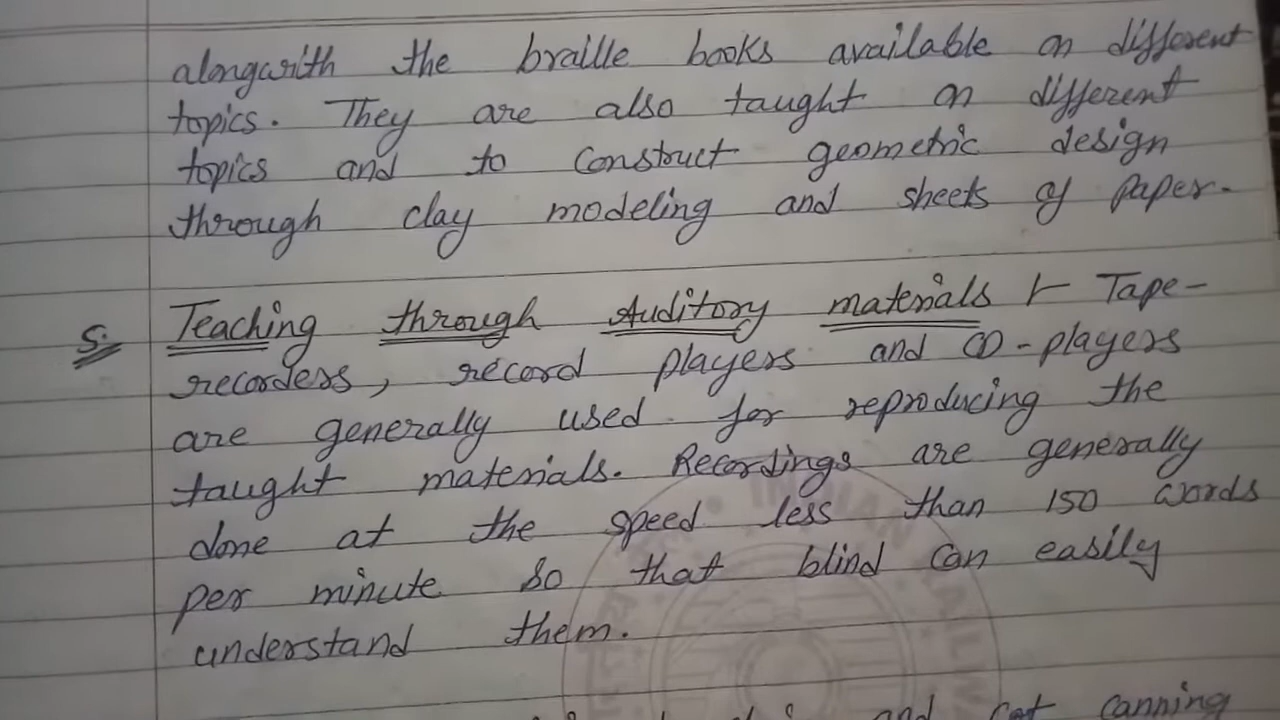 alongwith the braille books available on different
topics. They are also taught on different
topics and to construct geometric design
through clay modeling and sheets of paper.
5. Teaching through Auditory materials :- Tape-
recorders, record players and CD-players
are generally used for reproducing the
taught materials. Recordings are generally
done at the speed less than 150 words
per minute so that blind can easily
understand them.
and canning
INDIAN RAILWAY